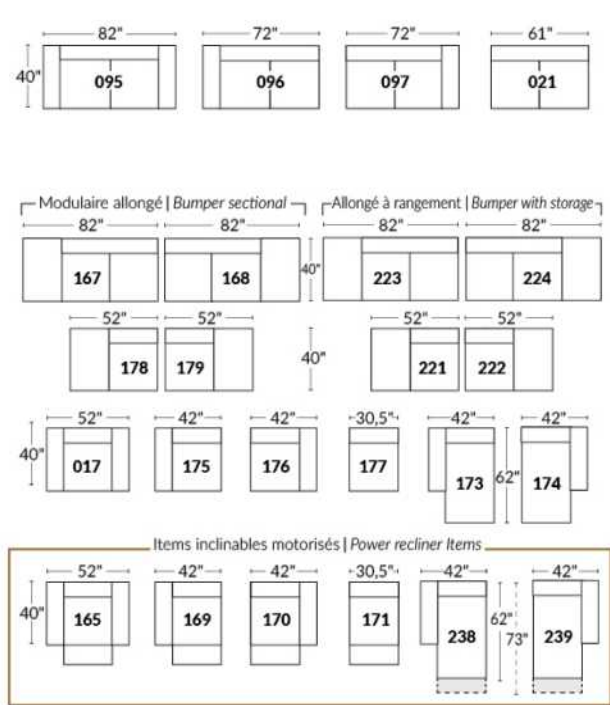 82" 72" 72" 61"
40" 095 096 097 021
Modulaire allongé | Bumper sectional Allongé à rangement | Bumper with storage
82" 82" 82" 82"
167 168 40" 223 224
52" 52" 52" 52"
178 179 40" 221 222
52" 42" 42" 30,5" 42" 42"
40" 017 175 176 177 173 62" 174
Items inclinables motorisés | Power recliner Items
52" 42" 42" 30,5" 42" 42"
40" 165 169 170 171 238 62" 73" 239